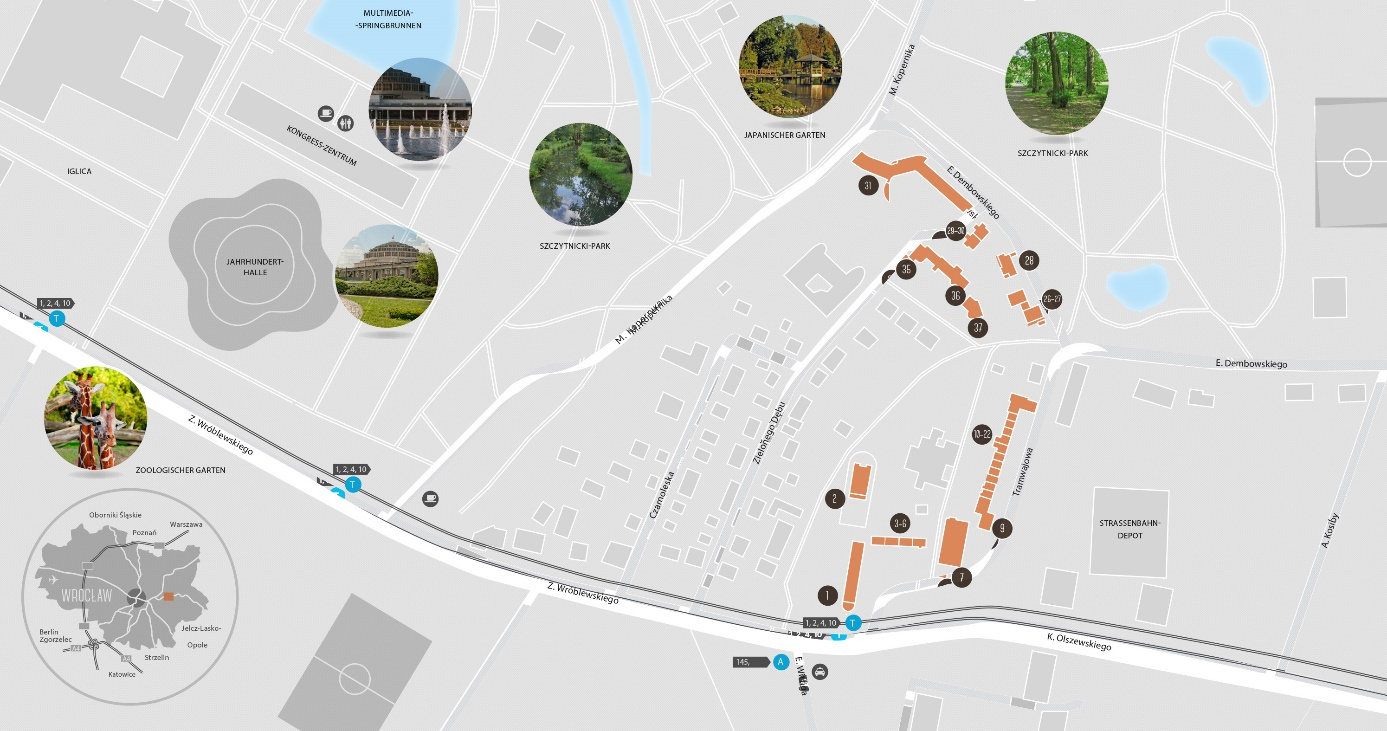 MULTIMEDIA-
-SPRINGBRUNNEN
KONGRESS-ZENTRUM
IGLICA
JAHRHUNDERT-
HALLE
SZCZYTNICKI-PARK
JAPANISCHER GARTEN
M. Kopernika
SZCZYTNICKI-PARK
E. Dembowskiego
31
29-30
28
35
36
26-27
37
M. Kopernika
1, 2, 4, 10
T
Z. Wróblewskiego
ZOOLOGISCHER GARTEN
1, 2, 4, 10
T
E. Dembowskiego
10-22
Zielonego Dębu
Czarnoleska
Tramwajowa
2
3-6
9
7
1
STRASSENBAHN-
DEPOT
A. Kosiby
Z. Wróblewskiego
1, 2, 4, 10
T
K. Olszewskiego
145,
A
Oborniki Śląskie
Poznań
Warszawa
WROCŁAW
Berlin
Zgorzelec
Jelcz-Lasko-
Opole
Strzelin
Katowice